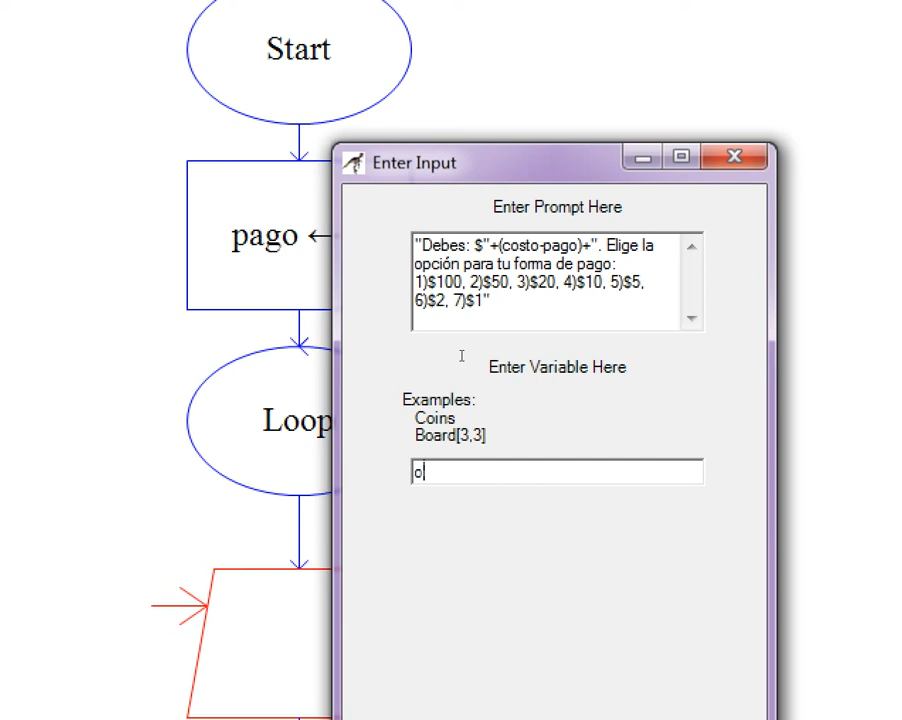 Start
pago ←
Loop
Enter Input
Enter Prompt Here
"Debes: $"+(costo-pago)+". Elige la
opción para tu forma de pago:
1)$100, 2)$50, 3)$20, 4)$10, 5)$5,
6)$2, 7)$1"
Enter Variable Here
Examples:
Coins
Board[3,3]
o